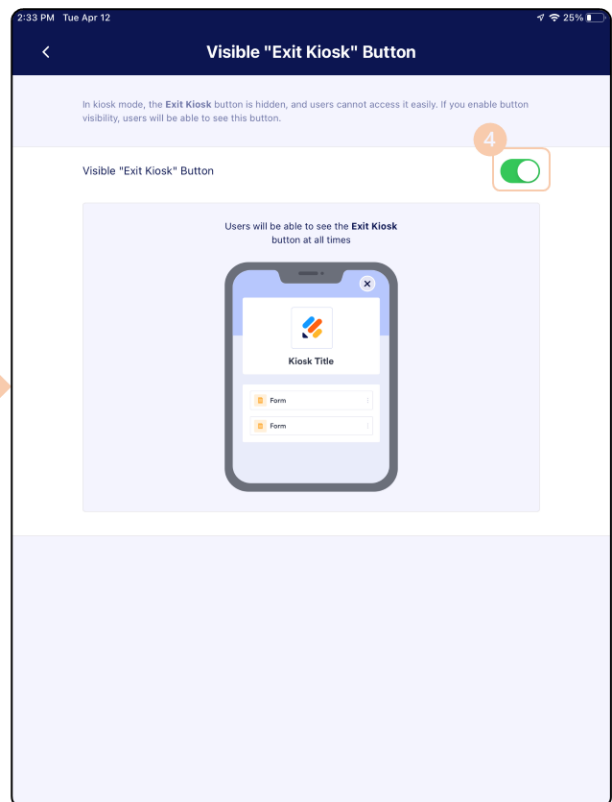 2:33 PM Tue Apr 12
25%
Visible "Exit Kiosk" Button
In kiosk mode, the Exit Kiosk button is hidden, and users cannot access it easily. If you enable button
visibility, users will be able to see this button.
4
Visible "Exit Kiosk" Button
Users will be able to see the Exit Kiosk
button at all times
Kiosk Title
Form
Form